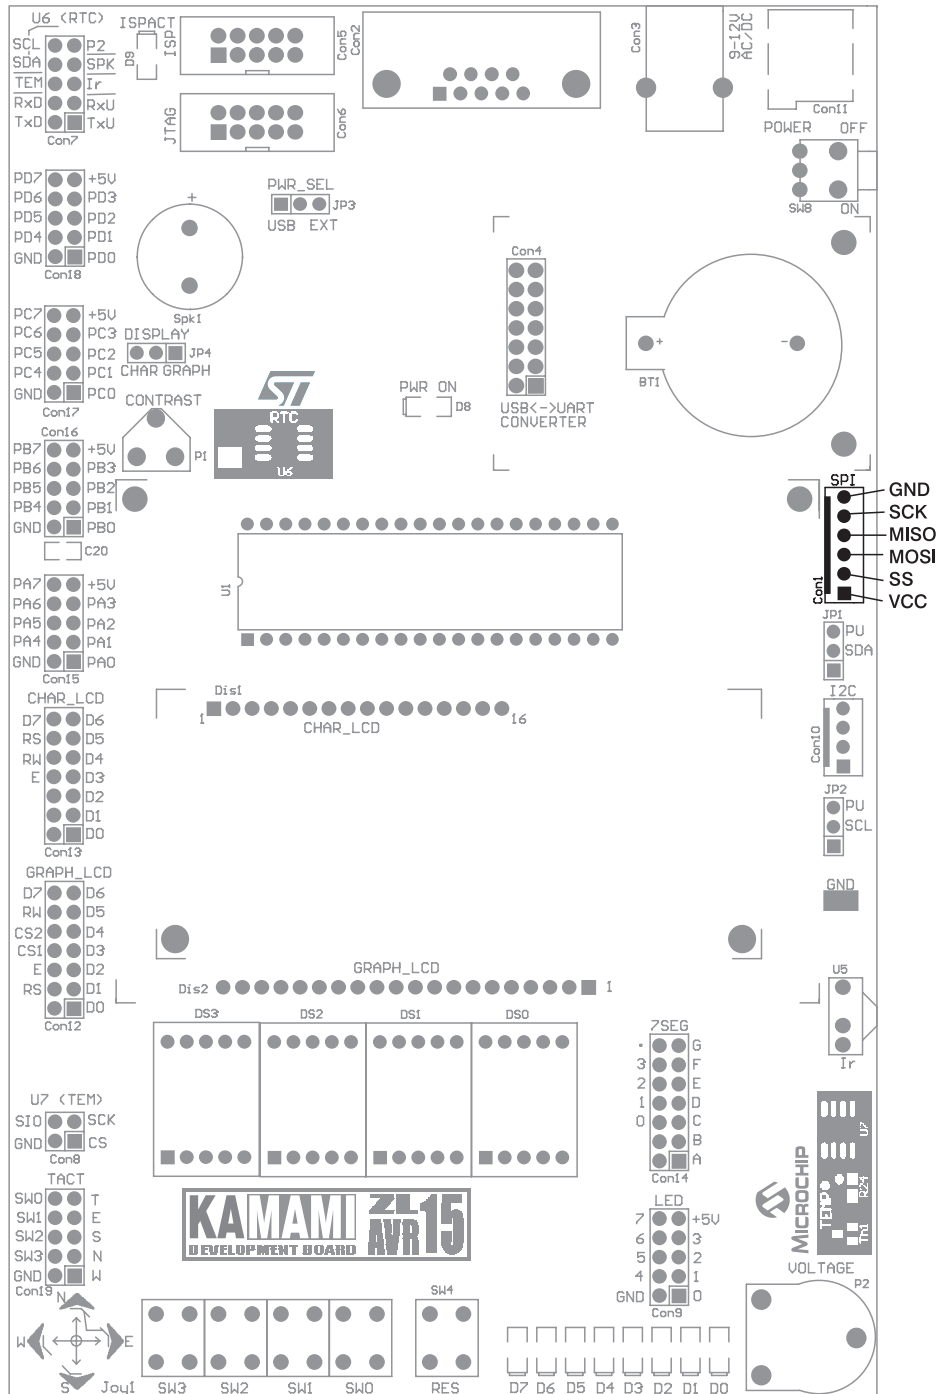 U6 (RTC)
SCL P2
SDA SPK
TEM Ir
RxD RxU
TxD TxU
Con7
ISPACT
D9
ISP
Con5
Con2
JTAG
Con6
Con3
9-12V
AC/DC
Con11
POWER OFF
SW8 ON
PD7 +5V
PD6 PD3
PD5 PD2
PD4 PD1
GND PD0
Con18
+
Spk1
PWR_SEL
JP3
USB EXT
Con4
USB<->UART
CONVERTER
+ -
BT1
PC7 +5V
PC6 PC3
PC5 PC2
PC4 PC1
GND PC0
Con17
DISPLAY
JP4
CHAR GRAPH
CONTRAST
P1
ST
RTC
U6
PWR ON
D8
Con16
PB7 +5V
PB6 PB3
PB5 PB2
PB4 PB1
GND PB0
C20
SPI
GND
SCK
MISO
MOSI
SS
VCC
Con1
U1
PA7 +5V
PA6 PA3
PA5 PA2
PA4 PA1
GND PA0
Con15
JP1
PU
SDA
I2C
Con10
JP2
PU
SCL
GND
Dis1
1 16
CHAR_LCD
CHAR_LCD
D7 D6
RS D5
RW D4
E D3
D2
D1
D0
Con13
GRAPH_LCD
D7 D6
RW D5
CS2 D4
CS1 D3
E D2
RS D1
D0
Con12
GRAPH_LCD
Dis2 1
DS3 DS2 DS1 DS0
7SEG
. G
3 F
2 E
1 D
0 C
B
A
Con14
U5
Ir
U7 (TEM)
SIO SCK
GND CS
Con8
TACT
SW0 T
SW1 E
SW2 S
SW3 N
GND W
Con19
KAMAMI ZL
DEVELOPMENT BOARD AVR 15
LED
7 +5V
6 3
5 2
4 1
GND 0
Con9
MICROCHIP
TEMP
U7
R24
Tm1
VOLTAGE
P2
N
W E
S
Joy1
SW3 SW2 SW1 SW0
SW4
RES
D7 D6 D5 D4 D3 D2 D1 D0